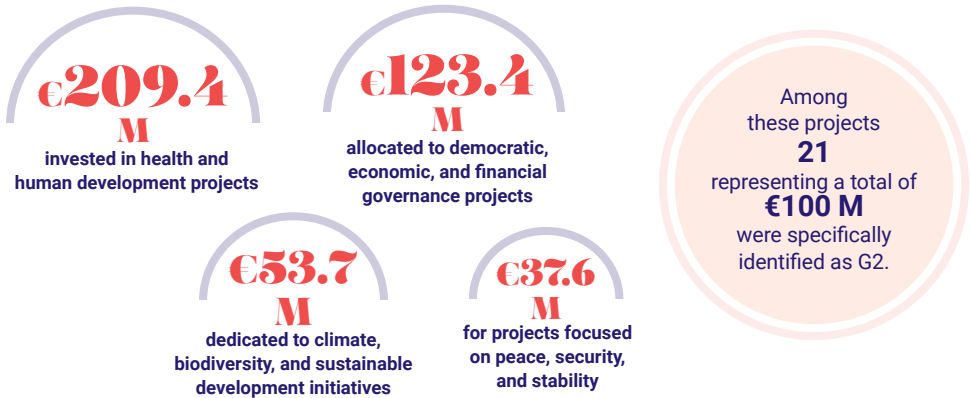 €209.4
M
invested in health and
human development projects
€123.4
M
allocated to democratic,
economic, and financial
governance projects
€53.7
M
dedicated to climate,
biodiversity, and sustainable
development initiatives
€37.6
M
for projects focused
on peace, security,
and stability
Among
these projects
21
representing a total of
€100 M
were specifically
identified as G2.